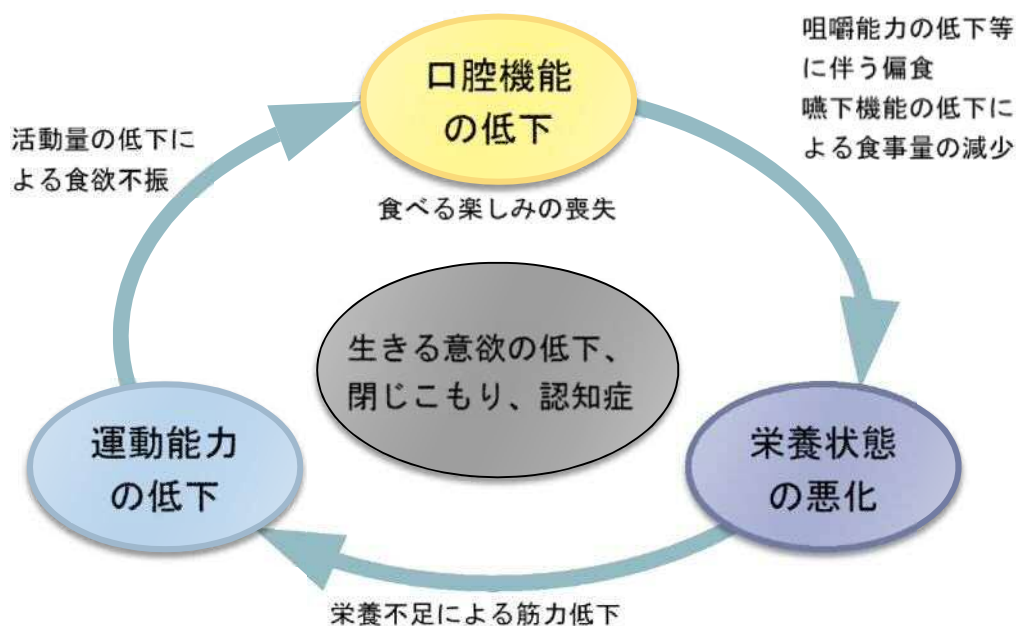 口腔機能
の低下
食べる楽しみの喪失
咀嚼能力の低下等
に伴う偏食
嚥下機能の低下に
よる食事量の減少
活動量の低下に
よる食欲不振
生きる意欲の低下、
閉じこもり、認知症
運動能力
の低下
栄養状態
の悪化
栄養不足による筋力低下